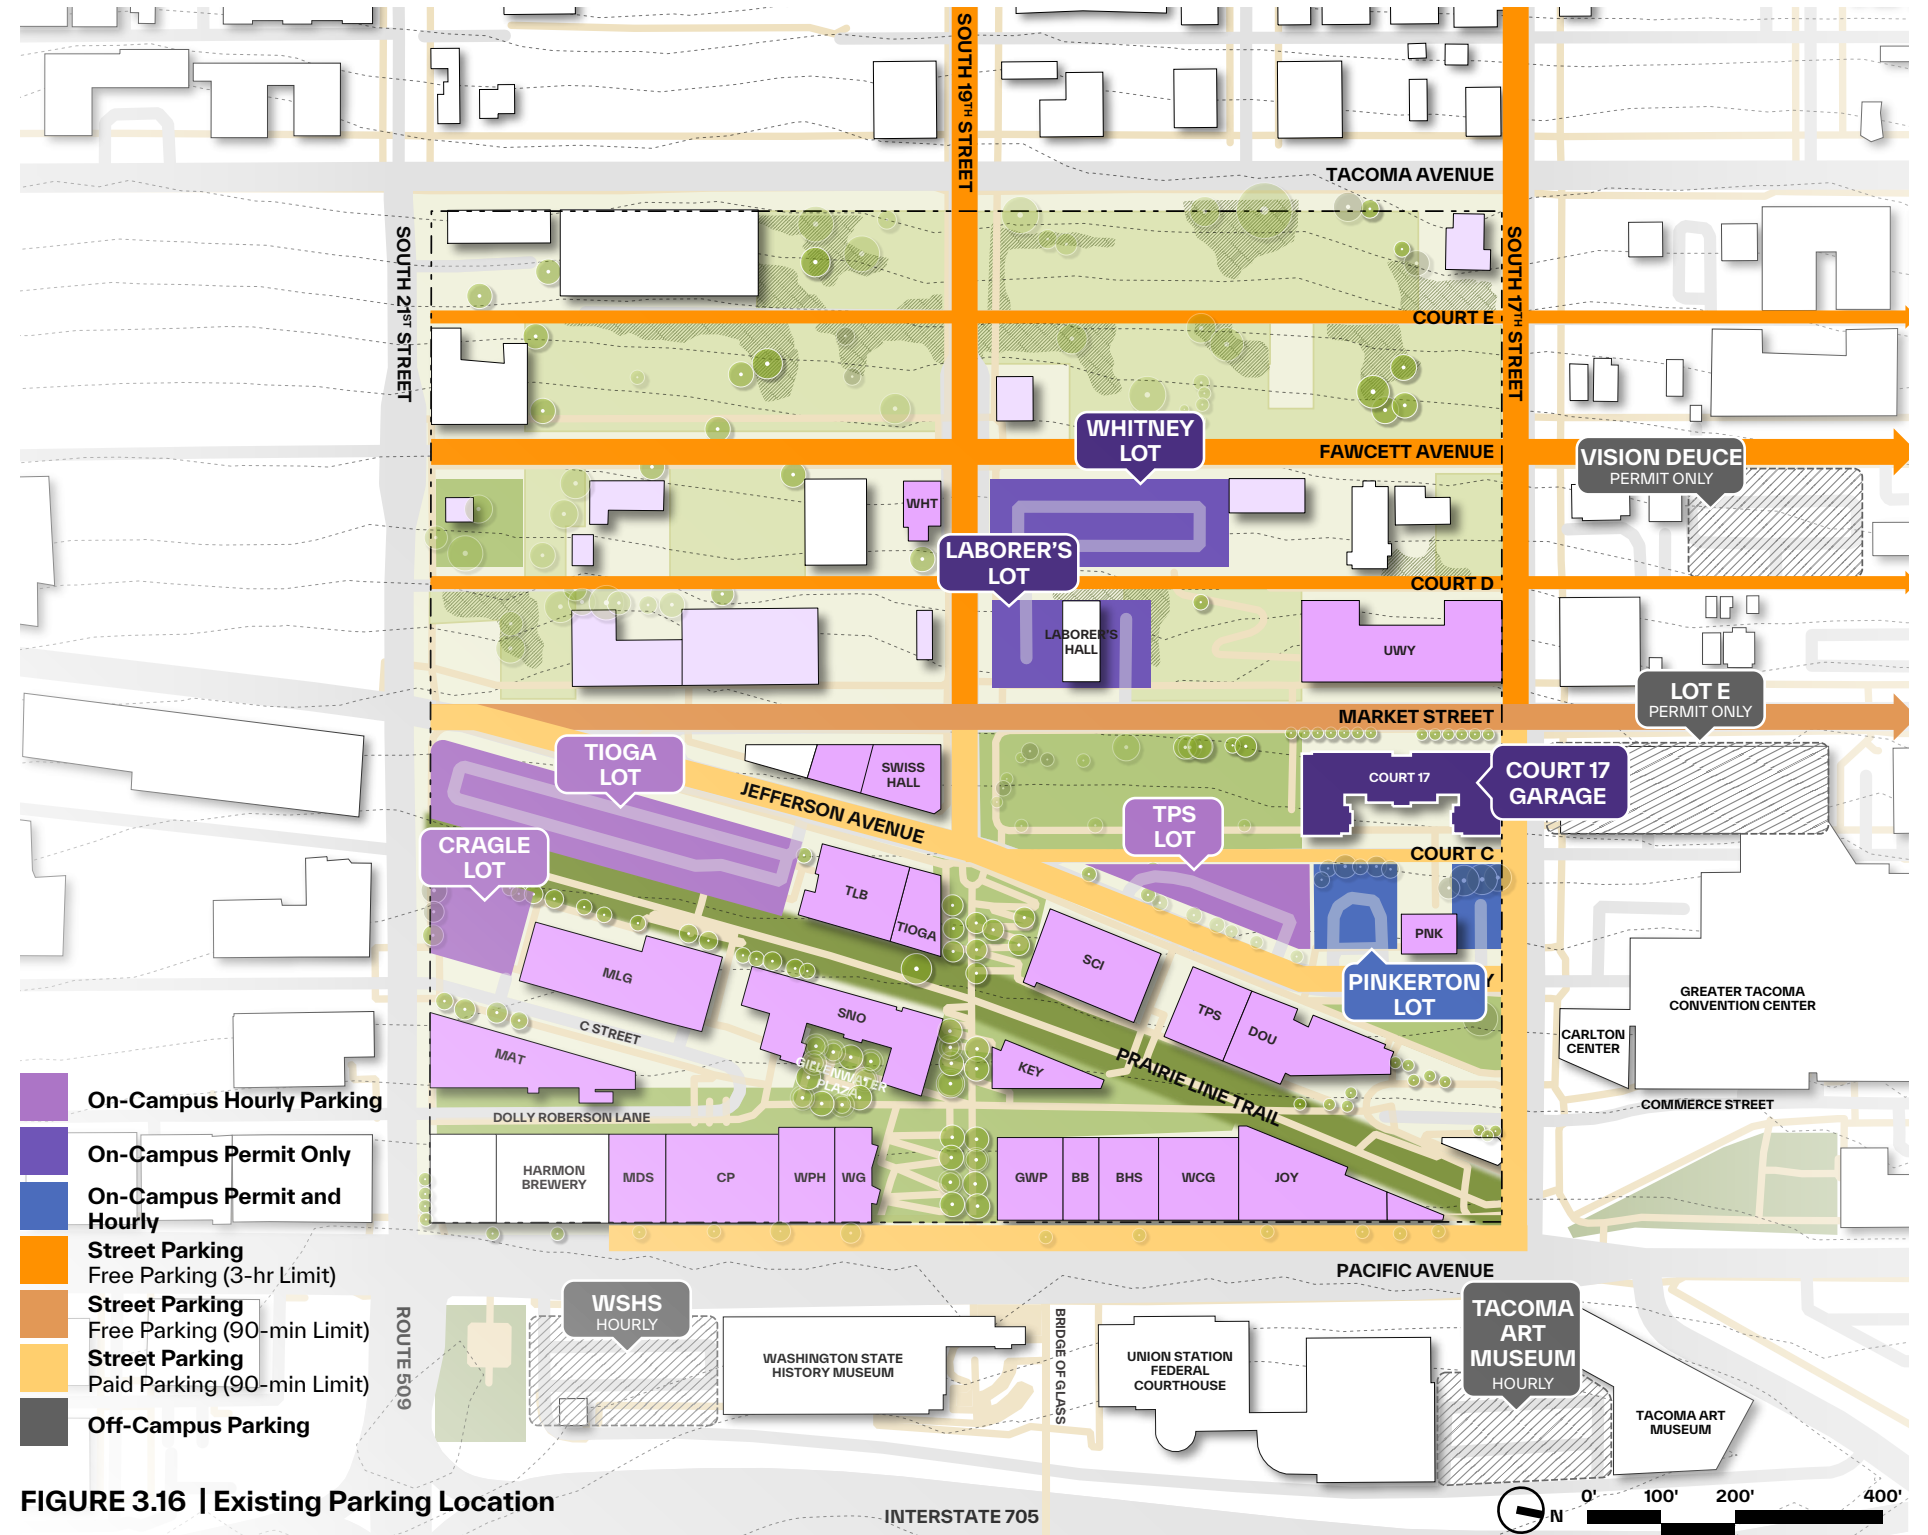 SOUTH 19TH STREET
TACOMA AVENUE
SOUTH 21ST STREET
SOUTH 17TH STREET
COURT E
WHITNEY
LOT
FAWCETT AVENUE
VISION DEUCE
PERMIT ONLY
WHT
LABORER'S
LOT
COURT D
LABORER'S
HALL
UWY
LOT E
PERMIT ONLY
MARKET STREET
TIOGA
LOT
SWISS
HALL
COURT 17
COURT 17
GARAGE
JEFFERSON AVENUE
TPS
LOT
CRAGLE
LOT
COURT C
TLB
TIOGA
PNK
SCI
MLG
PINKERTON
LOT
Y
GREATER TACOMA
CONVENTION CENTER
SNO
TPS
DOU
C STREET
CARLTON
CENTER
MAT
GILLENWATER
PLAZA
KEY
PRAIRIE LINE TRAIL
COMMERCE STREET
DOLLY ROBERSON LANE
HARMON
BREWERY
MDS
CP
WPH
WG
GWP
BB
BHS
WCG
JOY
PACIFIC AVENUE
On-Campus Hourly Parking
On-Campus Permit Only
On-Campus Permit and
Hourly
Street Parking
Free Parking (3-hr Limit)
Street Parking
Free Parking (90-min Limit)
Street Parking
Paid Parking (90-min Limit)
Off-Campus Parking
ROUTE 509
WSHS
HOURLY
WASHINGTON STATE
HISTORY MUSEUM
BRIDGE OF GLASS
UNION STATION
FEDERAL
COURTHOUSE
TACOMA
ART
MUSEUM
HOURLY
TACOMA ART
MUSEUM
FIGURE 3.16 | Existing Parking Location
INTERSTATE 705
N
0' 100' 200' 400'